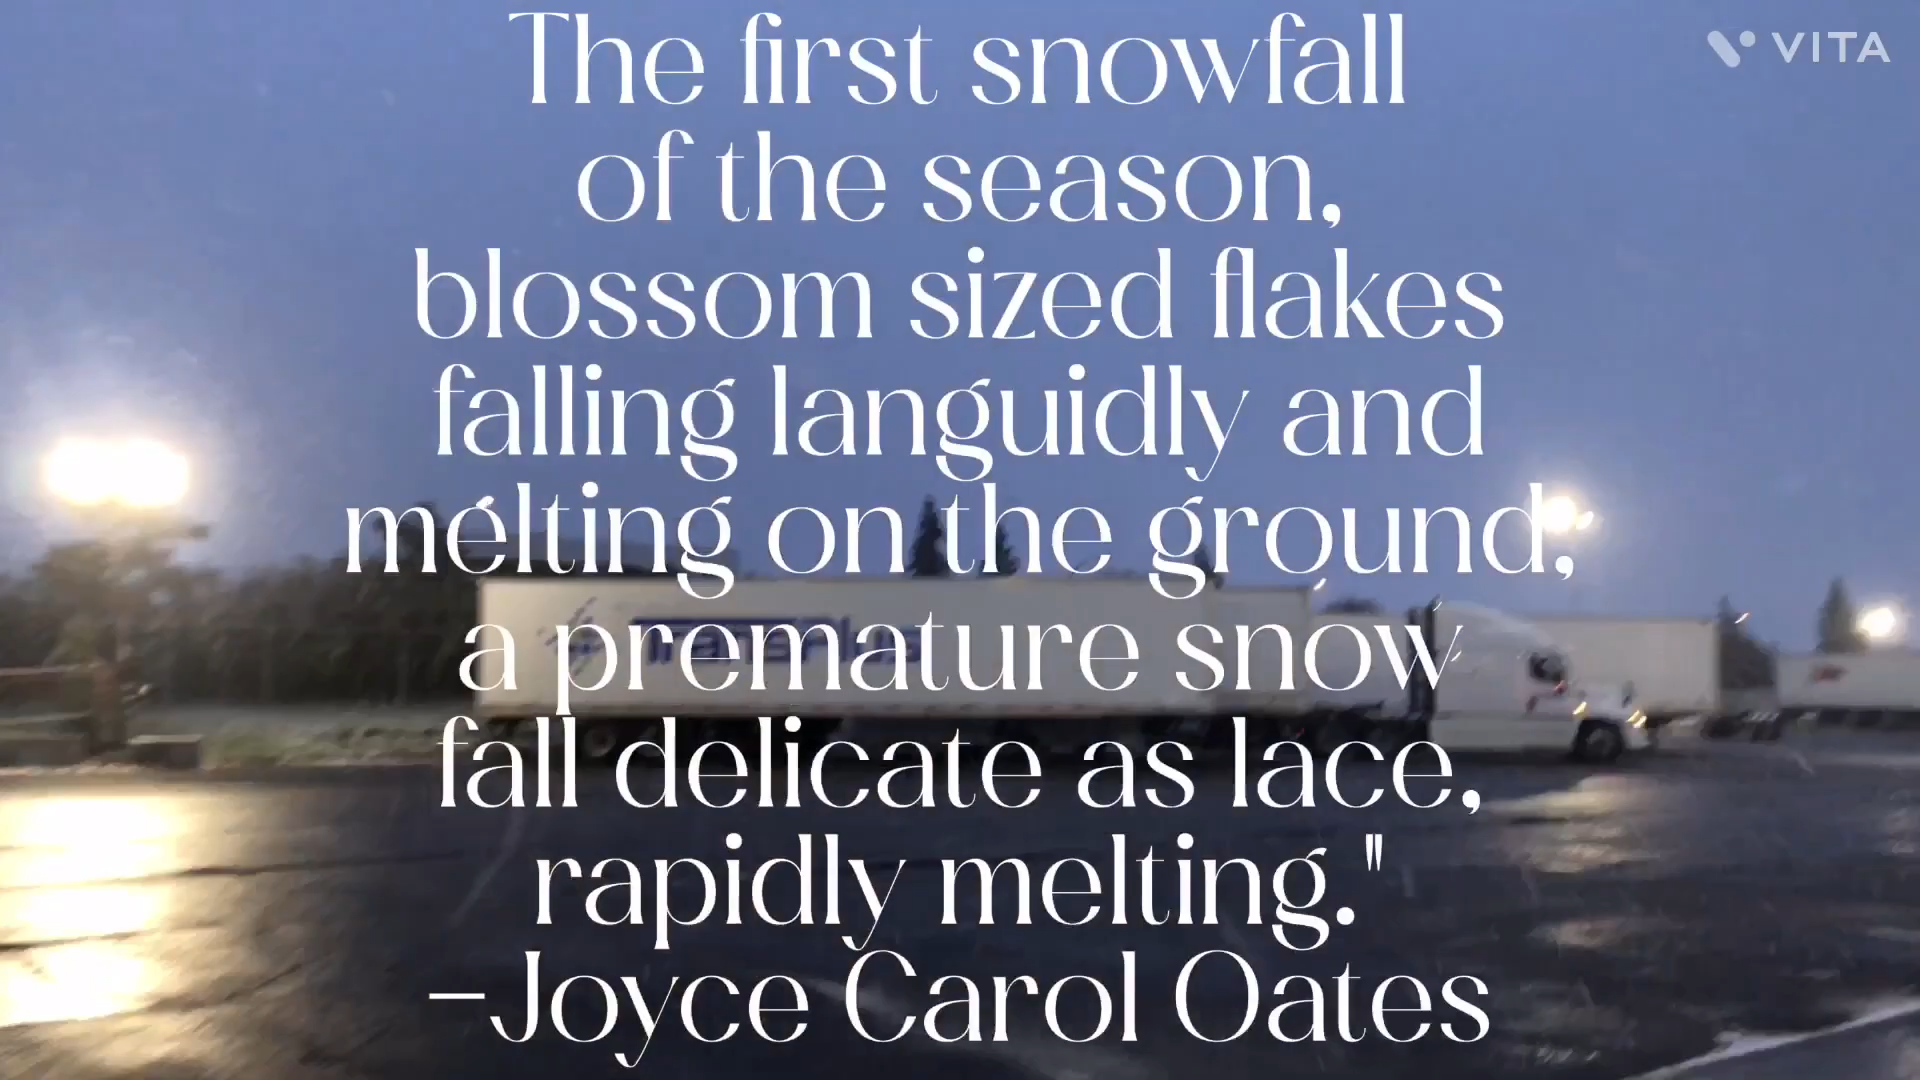 The first snowfall
of the season,
blossom sized flakes
falling languidly and
melting on the ground,
a premature snow
fall delicate as lace,
rapidly melting."
–Joyce Carol Oates
VITA
TransPlus